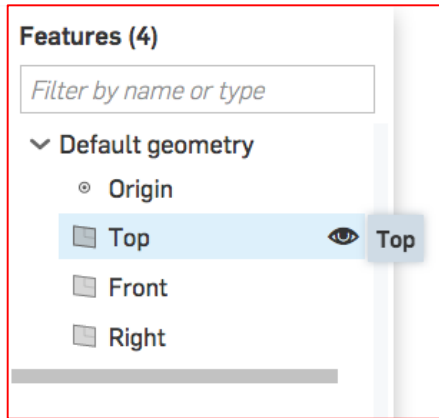 Features (4)
Filter by name or type
Default geometry
Origin
Top
Top
Front
Right